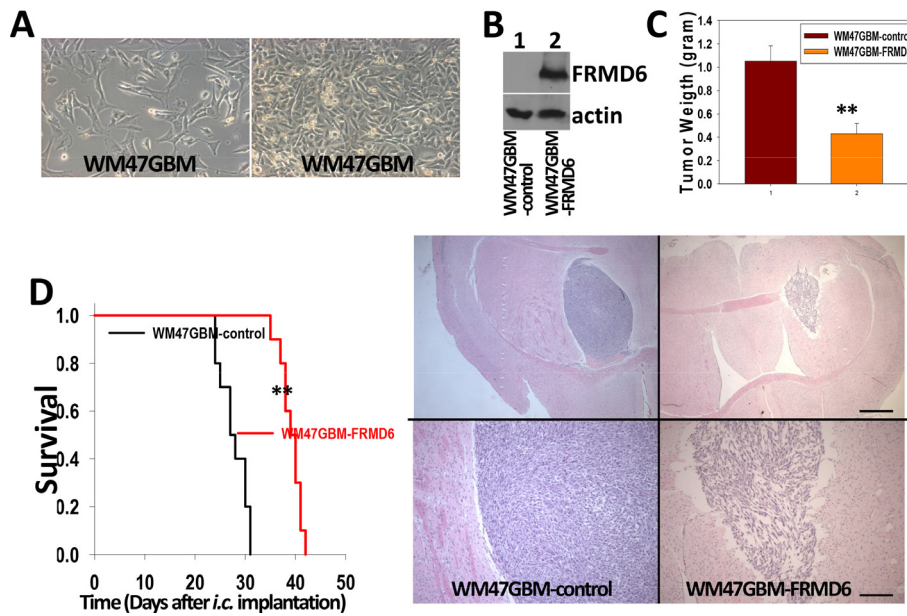 A
WM47GBM
WM47GBM
B
1 2
FRMD6
actin
WM47GBM
-control
WM47GBM
-FRMD6
C
Tumor Weigth (gram)
1.4
1.2
1.0
0.8
0.6
0.4
0.2
0.0
WM47GBM-control
WM47GBM-FRMD
**
1 2
D
Survival
1.0
0.8
0.6
0.4
0.2
0.0
WM47GBM-control
**
WM47GBM-FRMD6
0 10 20 30 40 50
Time (Days after i.c. implantation)
WM47GBM-control
WM47GBM-FRMD6